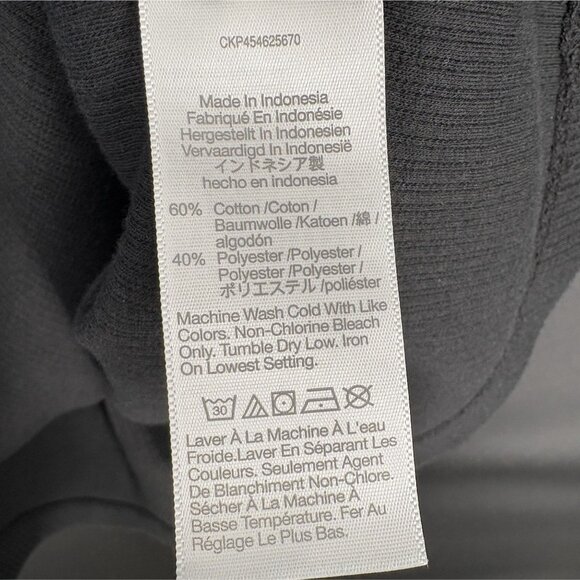 CKP454625670
Made In Indonesia
Fabriqué En Indonésie
Hergestellt In Indonesien
Vervaardigd In Indonesië
インドネシア製
hecho en indonesia
60% Cotton /Coton /
Baumwolle /Katoen /綿 /
algodón
40% Polyester /Polyester /
Polyester /Polyester /
ポリエステル /poliéster
Machine Wash Cold With Like
Colors. Non-Chlorine Bleach
Only. Tumble Dry Low. Iron
On Lowest Setting.
30
Laver À La Machine À L'eau
Froide.Laver En Séparant Les
Couleurs. Seulement Agent
De Blanchiment Non-Chlore.
Sécher À La Machine À
Basse Température. Fer Au
Réglage Le Plus Bas.